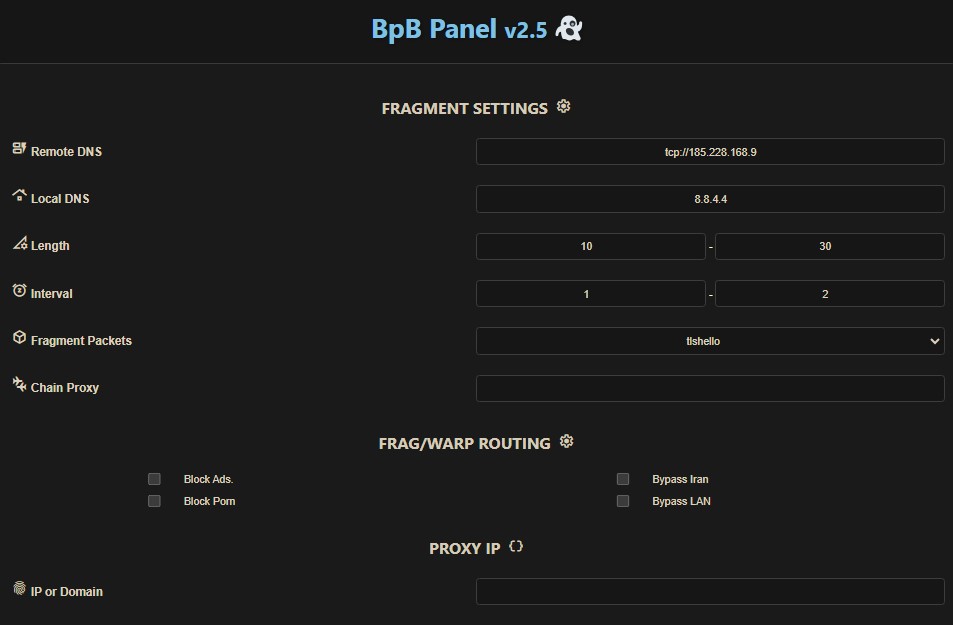 BpB Panel v2.5
FRAGMENT SETTINGS
Remote DNS tcp://185.228.168.9
Local DNS 8.8.4.4
Length 10 - 30
Interval 1 - 2
Fragment Packets tlshello
Chain Proxy
FRAG/WARP ROUTING
Block Ads. Bypass Iran
Block Porn Bypass LAN
PROXY IP {}
IP or Domain